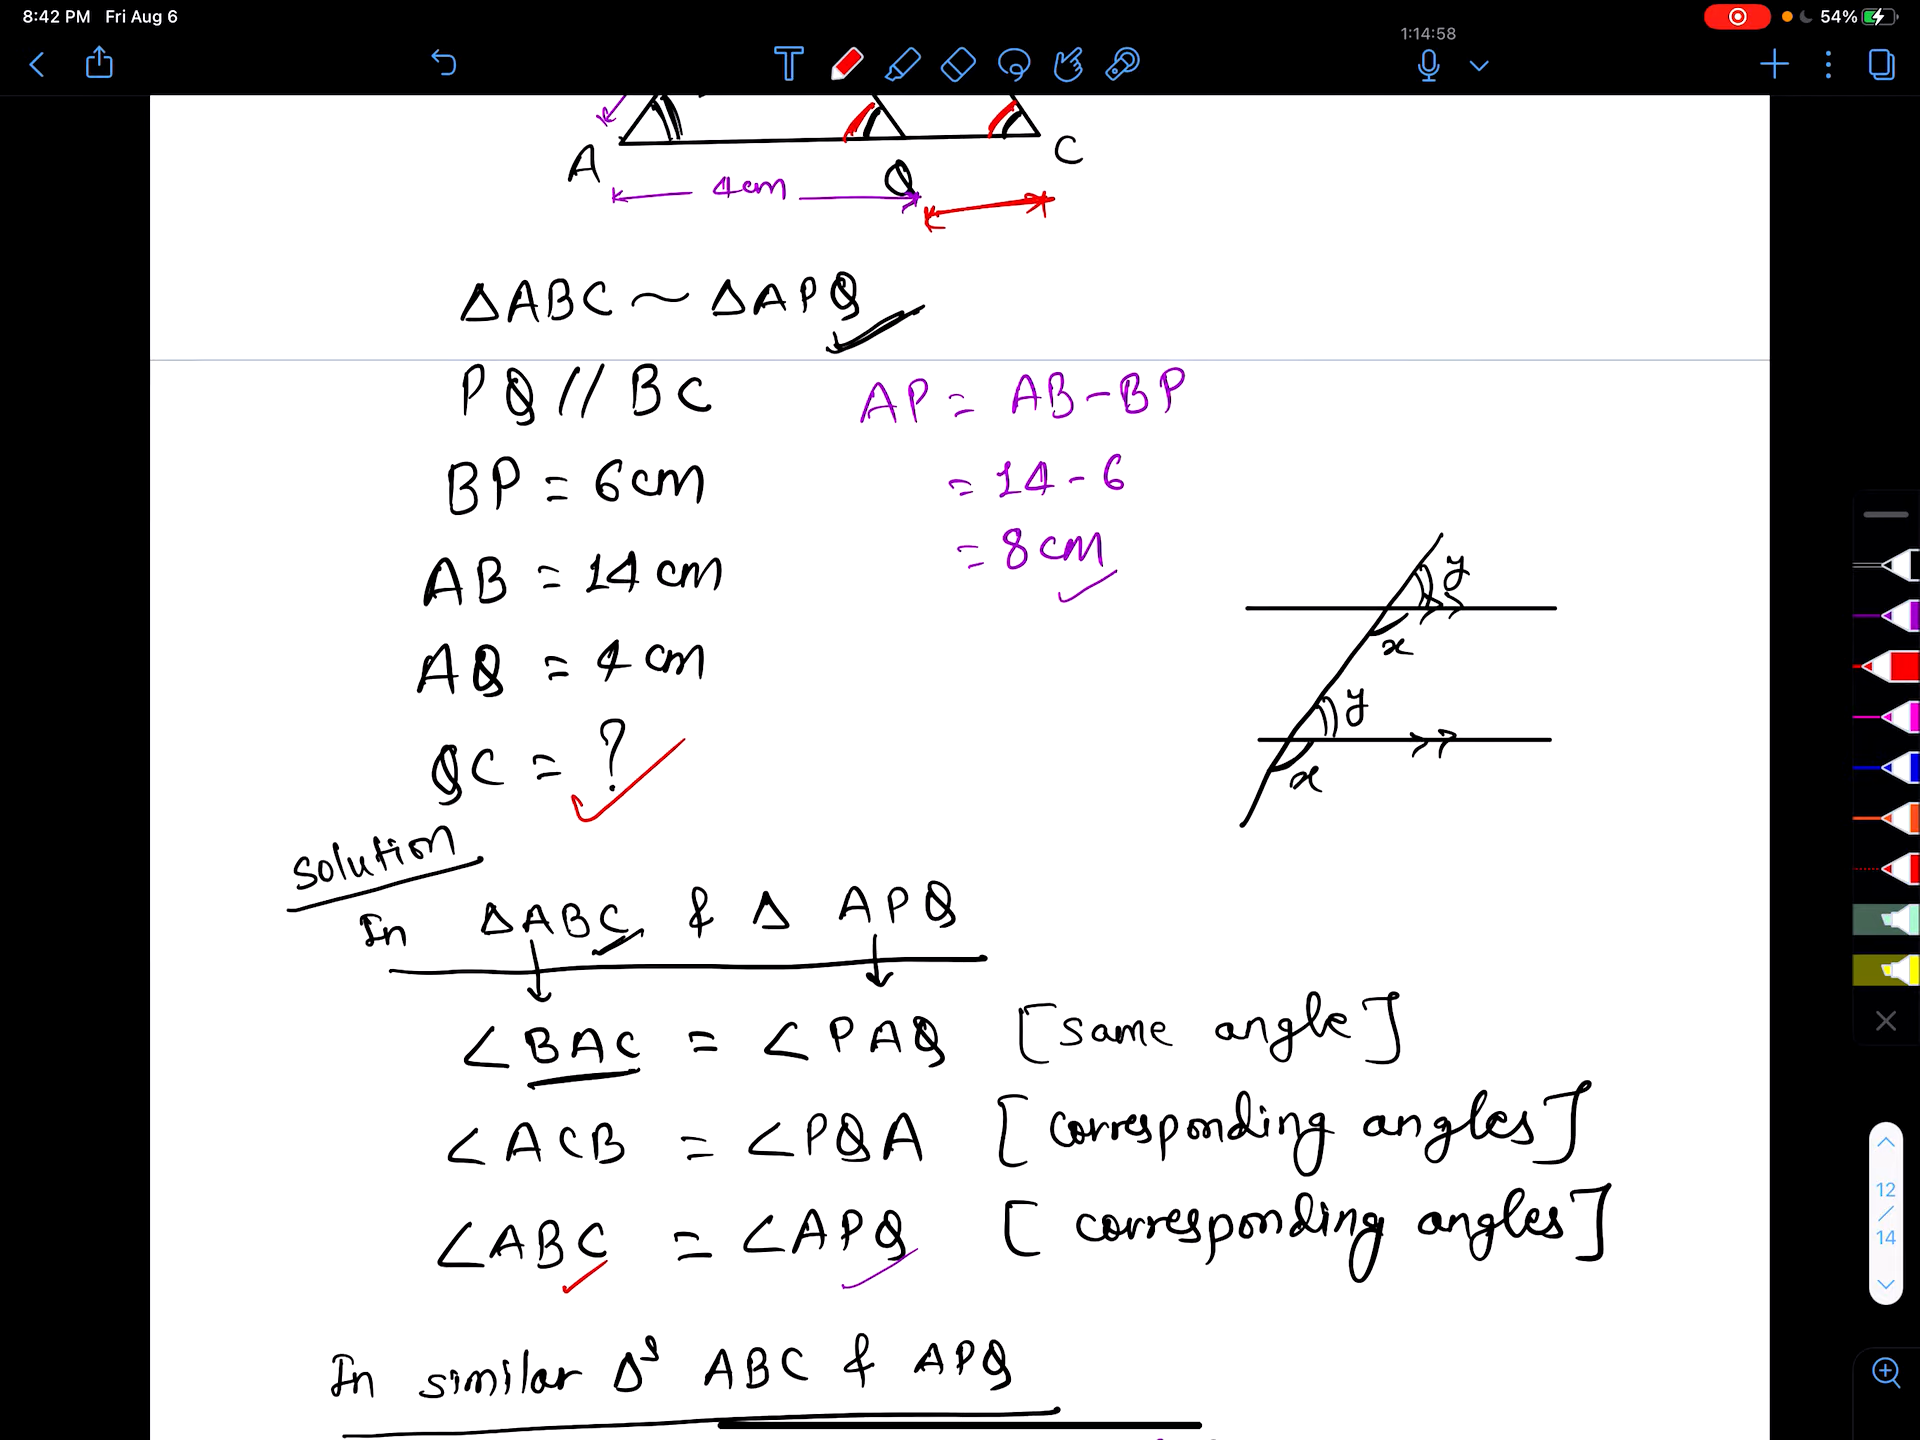 8:42 PM Fri Aug 6
54%
1:14:58
A
Q
C
4cm
ΔABC ~ ΔAPQ
PQ // BC
AP = AB - BP
BP = 6cm
= 14 - 6
= 8cm
AB = 14 cm
AQ = 4 cm
QC = ?
y
x
y
x
Solution
In ΔABC & Δ APQ
∠BAC = ∠PAQ [same angle]
∠ACB = ∠PQA [corresponding angles]
∠ABC = ∠APQ [corresponding angles]
In similar Δs ABC & APQ
12
/
14